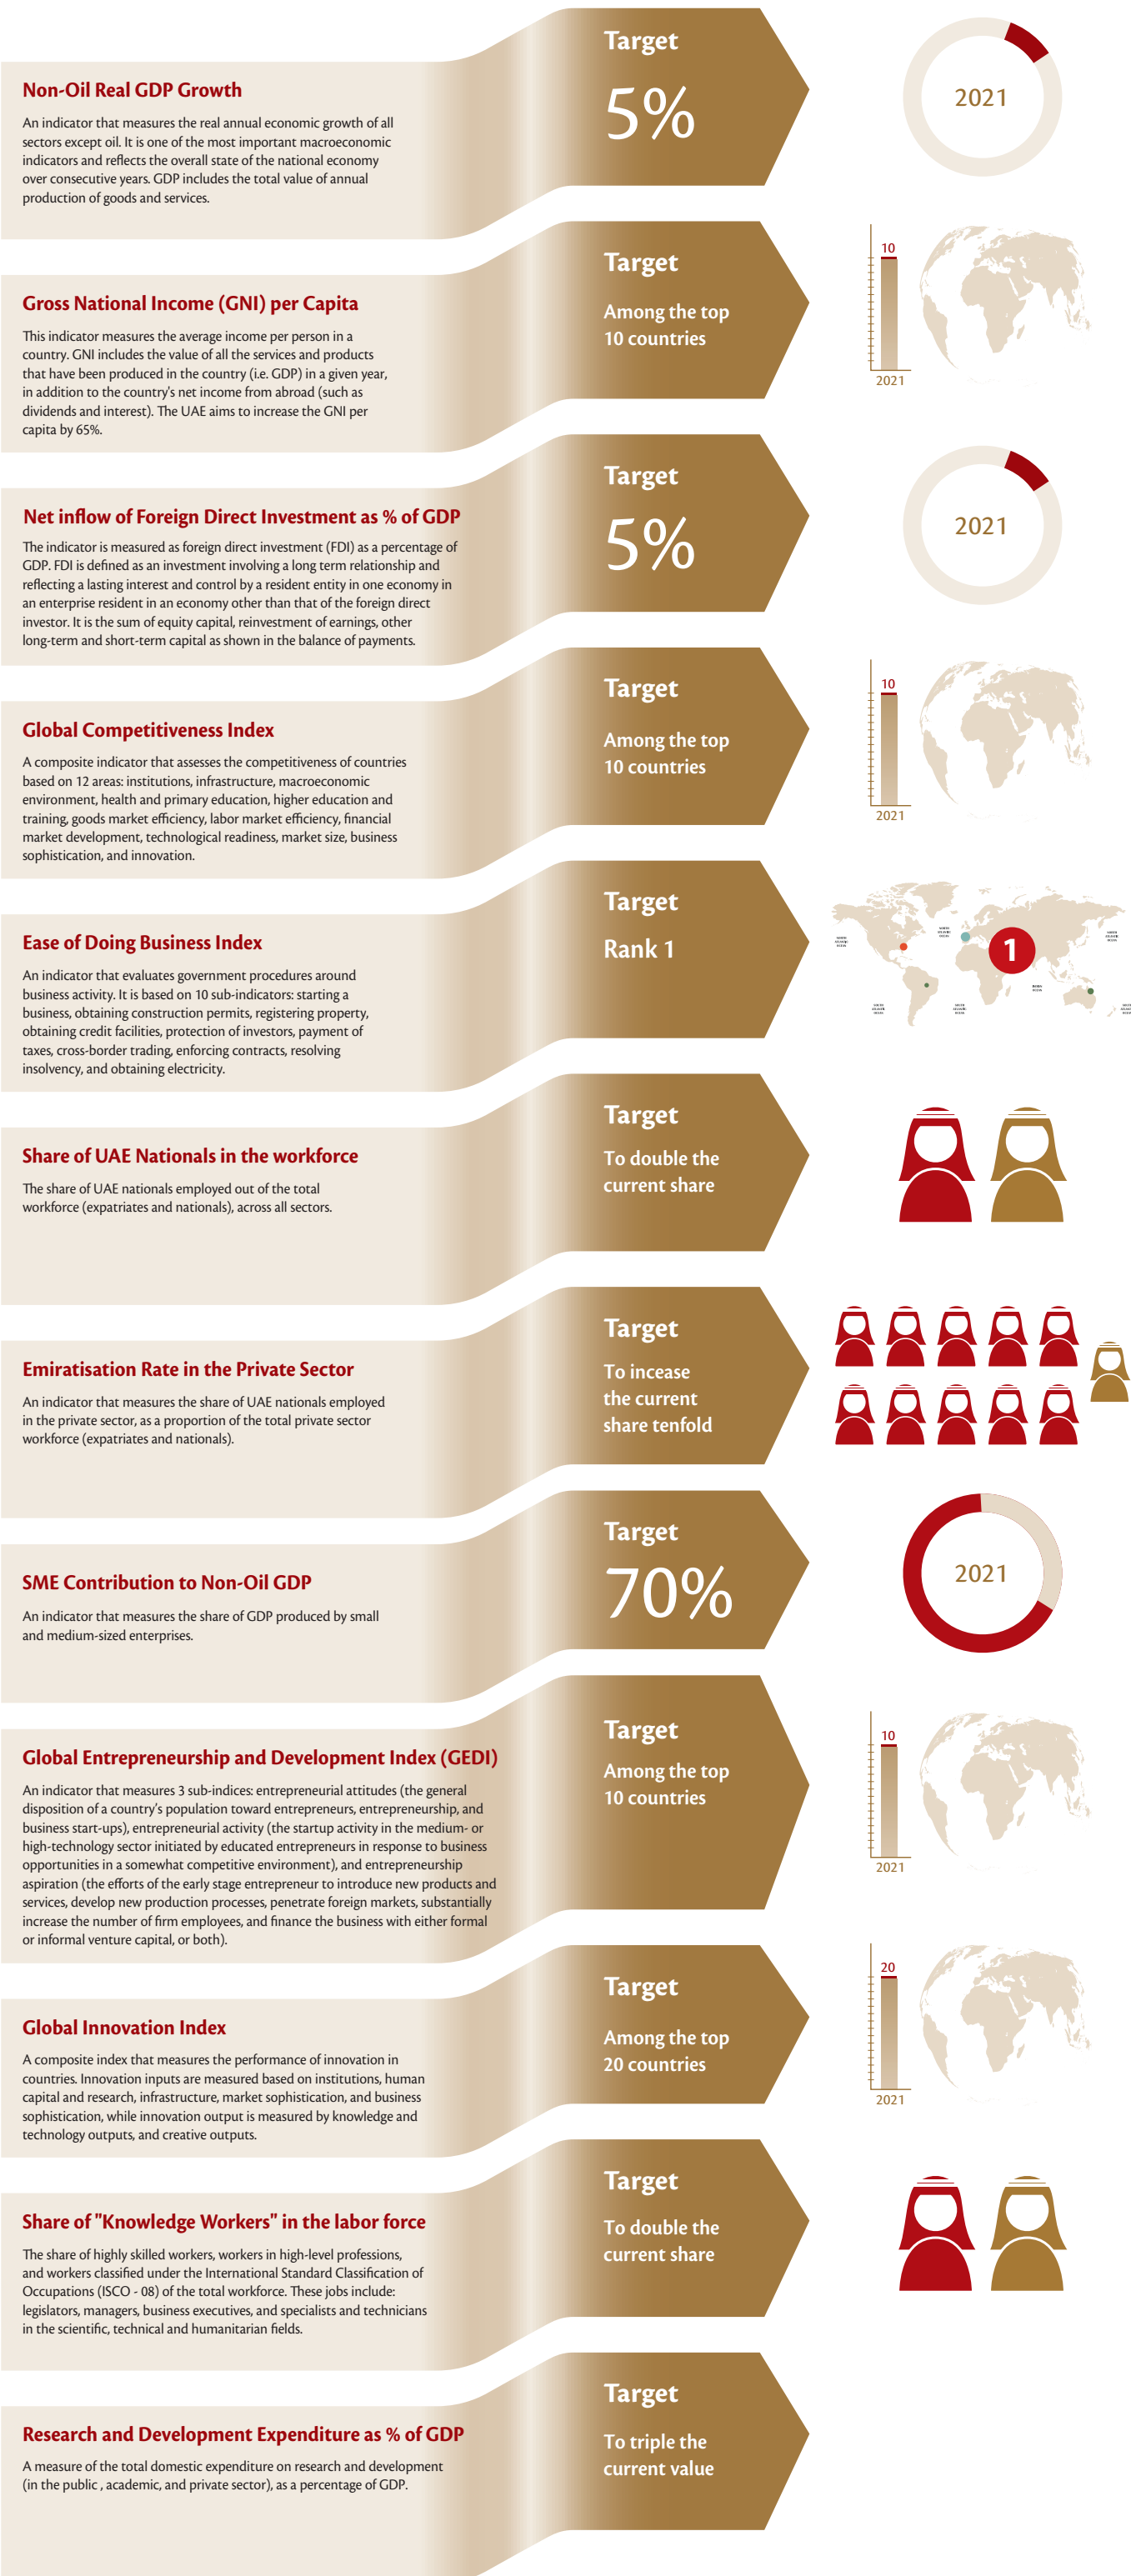 Target
5%
Non-Oil Real GDP Growth
An indicator that measures the real annual economic growth of all
sectors except oil. It is one of the most important macroeconomic
indicators and reflects the overall state of the national economy
over consecutive years. GDP includes the total value of annual
production of goods and services.
2021
Target
Among the top
10 countries
Gross National Income (GNI) per Capita
This indicator measures the average income per person in a
country. GNI includes the value of all the services and products
that have been produced in the country (i.e. GDP) in a given year,
in addition to the country's net income from abroad (such as
dividends and interest). The UAE aims to increase the GNI per
capita by 65%.
10
2021
Target
5%
Net inflow of Foreign Direct Investment as % of GDP
The indicator is measured as foreign direct investment (FDI) as a percentage of
GDP. FDI is defined as an investment involving a long term relationship and
reflecting a lasting interest and control by a resident entity in one economy in
an enterprise resident in an economy other than that of the foreign direct
investor. It is the sum of equity capital, reinvestment of earnings, other
long-term and short-term capital as shown in the balance of payments.
2021
Target
Among the top
10 countries
Global Competitiveness Index
A composite indicator that assesses the competitiveness of countries
based on 12 areas: institutions, infrastructure, macroeconomic
environment, health and primary education, higher education and
training, goods market efficiency, labor market efficiency, financial
market development, technological readiness, market size, business
sophistication, and innovation.
10
2021
Target
Rank 1
Ease of Doing Business Index
An indicator that evaluates government procedures around
business activity. It is based on 10 sub-indicators: starting a
business, obtaining construction permits, registering property,
obtaining credit facilities, protection of investors, payment of
taxes, cross-border trading, enforcing contracts, resolving
insolvency, and obtaining electricity.
1
Target
To double the
current share
Share of UAE Nationals in the workforce
The share of UAE nationals employed out of the total
workforce (expatriates and nationals), across all sectors.
Target
To incease
the current
share tenfold
Emiratisation Rate in the Private Sector
An indicator that measures the share of UAE nationals employed
in the private sector, as a proportion of the total private sector
workforce (expatriates and nationals).
Target
70%
SME Contribution to Non-Oil GDP
An indicator that measures the share of GDP produced by small
and medium-sized enterprises.
2021
Target
Among the top
10 countries
Global Entrepreneurship and Development Index (GEDI)
An indicator that measures 3 sub-indices: entrepreneurial attitudes (the general
disposition of a country's population toward entrepreneurs, entrepreneurship, and
business start-ups), entrepreneurial activity (the startup activity in the medium- or
high-technology sector initiated by educated entrepreneurs in response to business
opportunities in a somewhat competitive environment), and entrepreneurship
aspiration (the efforts of the early stage entrepreneur to introduce new products and
services, develop new production processes, penetrate foreign markets, substantially
increase the number of firm employees, and finance the business with either formal
or informal venture capital, or both).
10
2021
Target
Among the top
20 countries
Global Innovation Index
A composite index that measures the performance of innovation in
countries. Innovation inputs are measured based on institutions, human
capital and research, infrastructure, market sophistication, and business
sophistication, while innovation output is measured by knowledge and
technology outputs, and creative outputs.
20
2021
Target
To double the
current share
Share of "Knowledge Workers" in the labor force
The share of highly skilled workers, workers in high-level professions,
and workers classified under the International Standard Classification of
Occupations (ISCO - 08) of the total workforce. These jobs include:
legislators, managers, business executives, and specialists and technicians
in the scientific, technical and humanitarian fields.
Target
To triple the
current value
Research and Development Expenditure as % of GDP
A measure of the total domestic expenditure on research and development
(in the public , academic, and private sector), as a percentage of GDP.